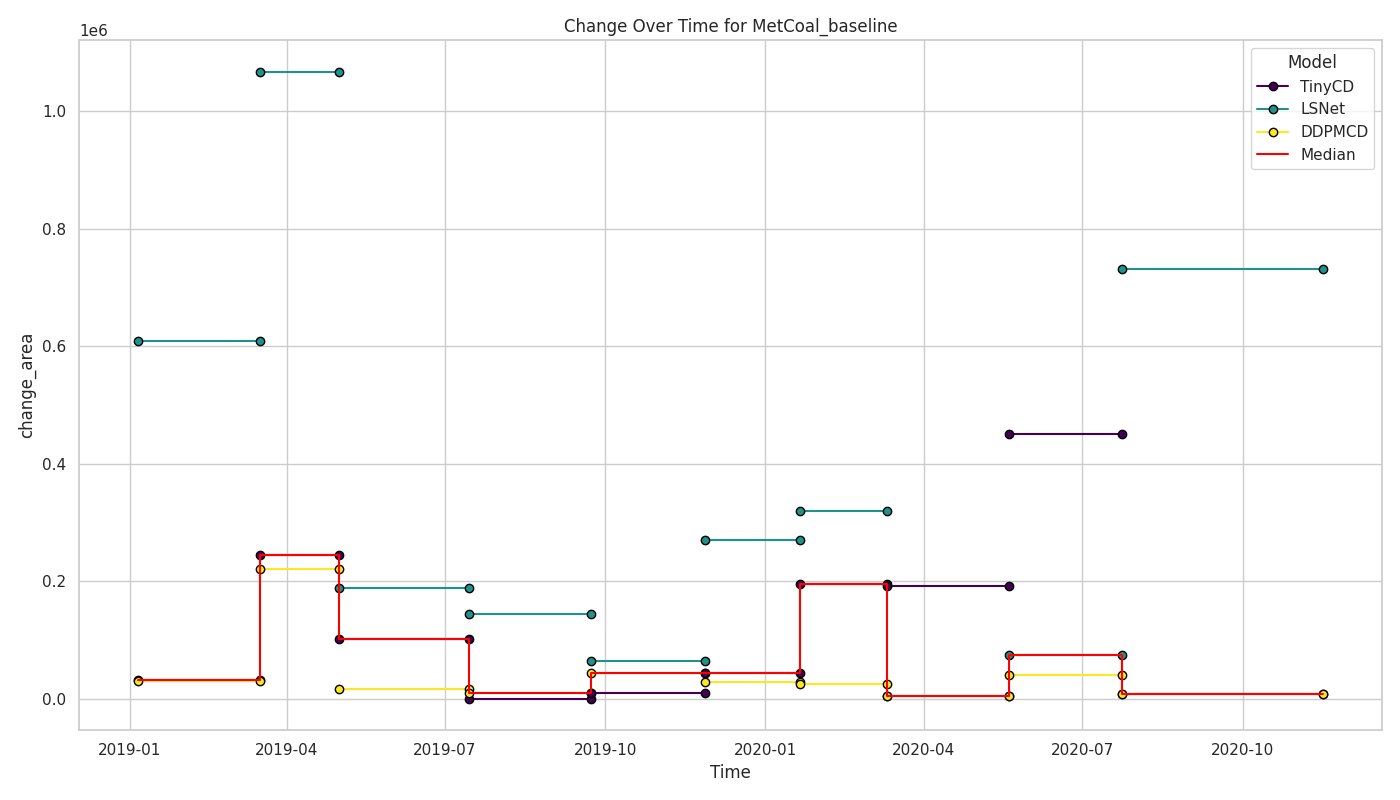 Change Over Time for MetCoal_baseline
1e6
1.0
0.8
0.6
0.4
0.2
0.0
change_area
2019-01
2019-04
2019-07
2019-10
2020-01
2020-04
2020-07
2020-10
Time
Model
TinyCD
LSNet
DDPMCD
Median